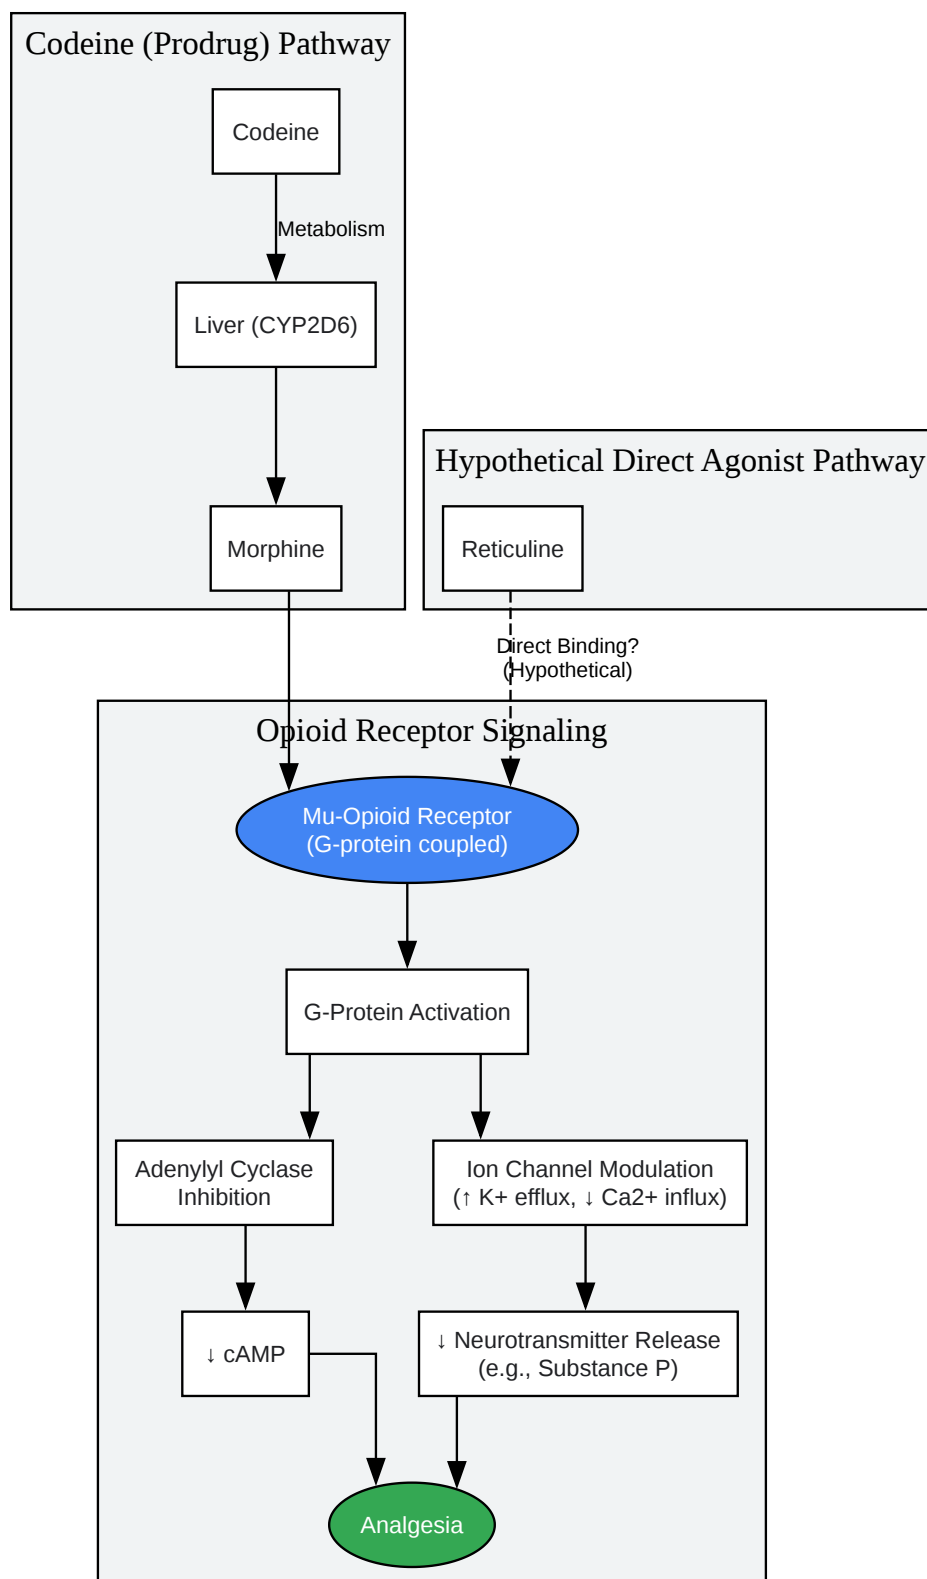 Codeine (Prodrug) Pathway
Codeine
Metabolism
Liver (CYP2D6)
Hypothetical Direct Agonist Pathway
Morphine
Reticuline
Direct Binding?
(Hypothetical)
Opioid Receptor Signaling
Mu-Opioid Receptor
(G-protein coupled)
G-Protein Activation
Adenylyl Cyclase
Inhibition
Ion Channel Modulation
(↑ K+ efflux, ↓ Ca2+ influx)
↓ cAMP
↓ Neurotransmitter Release
(e.g., Substance P)
Analgesia